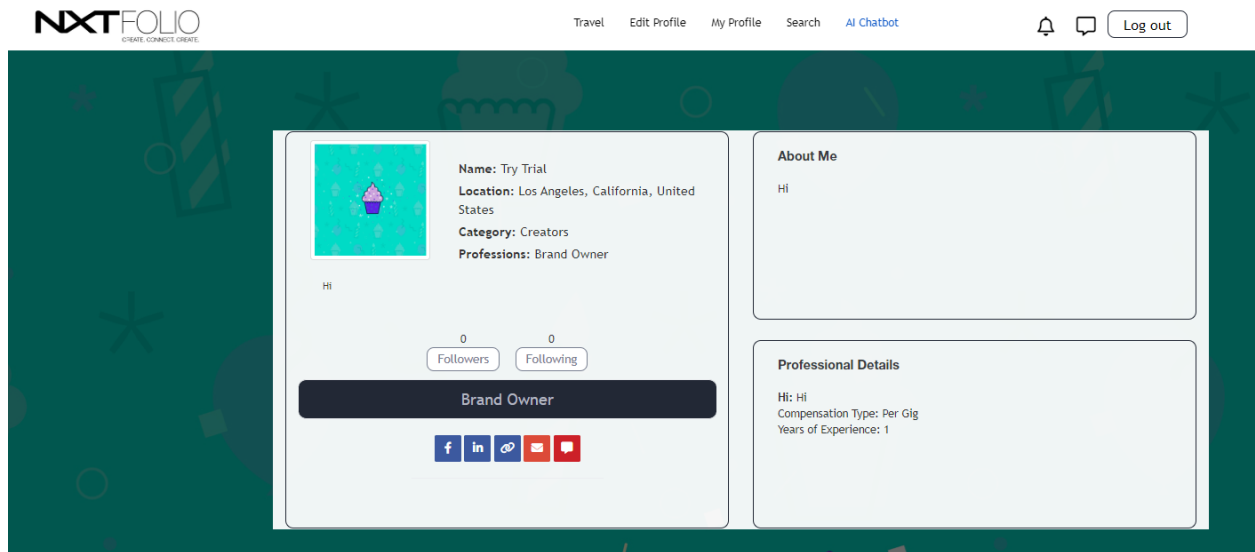 NXTFOLIO
CREATE. CONNECT. CREATE.
Travel Edit Profile My Profile Search AI Chatbot Log out
Name: Try Trial
Location: Los Angeles, California, United
States
Category: Creators
Professions: Brand Owner
Hi
0 0
Followers Following
Brand Owner
f in
About Me
Hi
Professional Details
Hi: Hi
Compensation Type: Per Gig
Years of Experience: 1